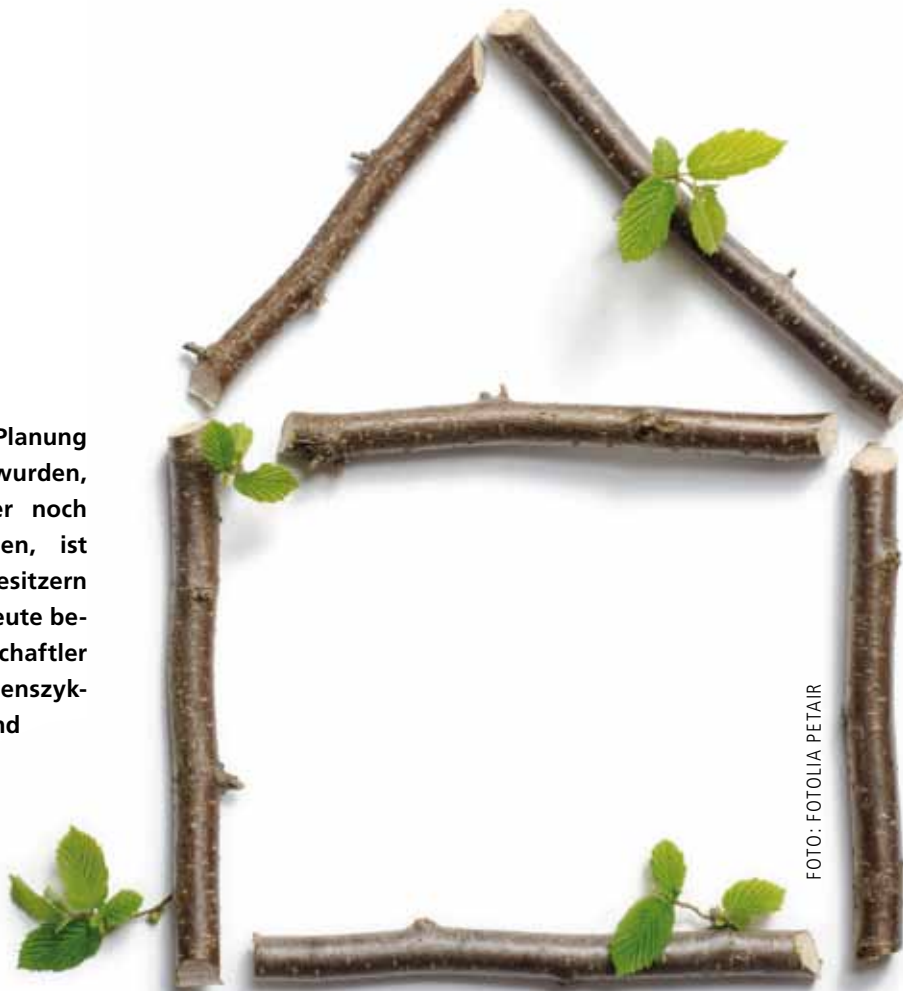 Planung
wurden,
er noch
en, ist
esitzern
eute be-
chaftler
enszyk-
nd
FOTO: FOTOLIA PETAIR